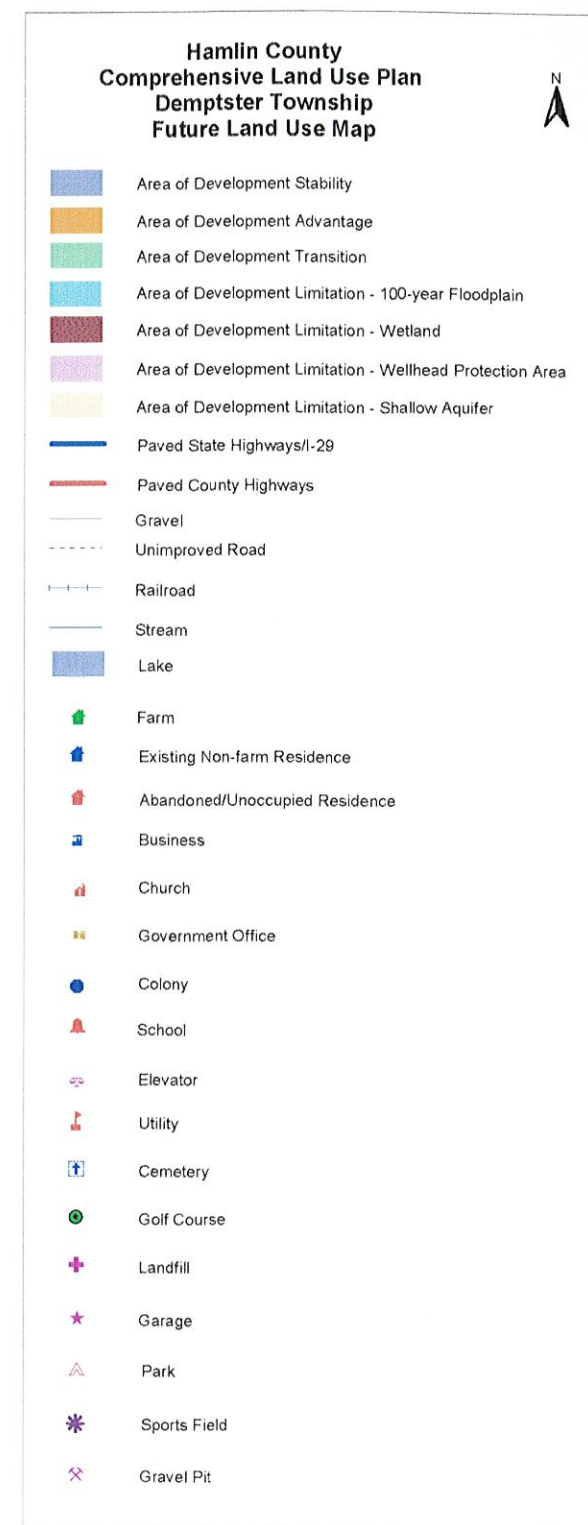 Hamlin County
Comprehensive Land Use Plan
Demptster Township
Future Land Use Map
N
Area of Development Stability
Area of Development Advantage
Area of Development Transition
Area of Development Limitation - 100-year Floodplain
Area of Development Limitation - Wetland
Area of Development Limitation - Wellhead Protection Area
Area of Development Limitation - Shallow Aquifer
Paved State Highways/I-29
Paved County Highways
Gravel
Unimproved Road
Railroad
Stream
Lake
Farm
Existing Non-farm Residence
Abandoned/Unoccupied Residence
Business
Church
Government Office
Colony
School
Elevator
Utility
Cemetery
Golf Course
Landfill
Garage
Park
Sports Field
Gravel Pit